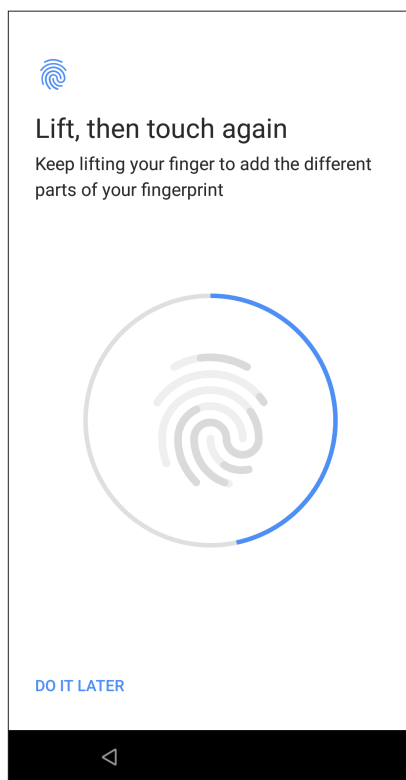 Lift, then touch again
Keep lifting your finger to add the different
parts of your fingerprint
DO IT LATER